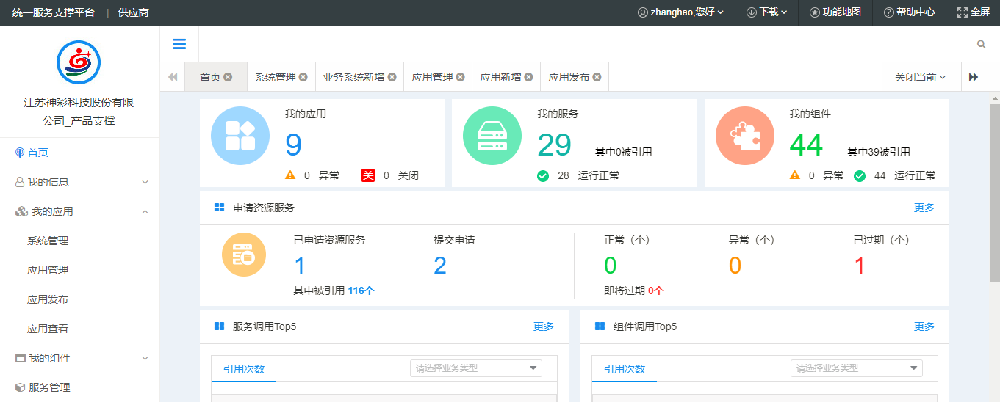 统一服务支撑平台 | 供应商 zhanghao,您好 下载 功能地图 帮助中心 全屏
江苏神彩科技股份有限
公司_产品支撑
首页
我的信息
我的应用
系统管理
应用管理
应用发布
应用查看
我的组件
服务管理
首页 系统管理 业务系统新增 应用管理 应用新增 应用发布 关闭当前
我的应用
9
0 异常 关 0 关闭
我的服务
29 其中0被引用
28 运行正常
我的组件
44 其中39被引用
0 异常 44 运行正常
申请资源服务 更多
已申请资源服务 提交申请 正常（个） 异常（个） 已过期（个）
1 2 0 0 1
其中被引用 116个 即将过期 0个
服务调用Top5 更多
引用次数 请选择业务类型
组件调用Top5 更多
引用次数 请选择业务类型